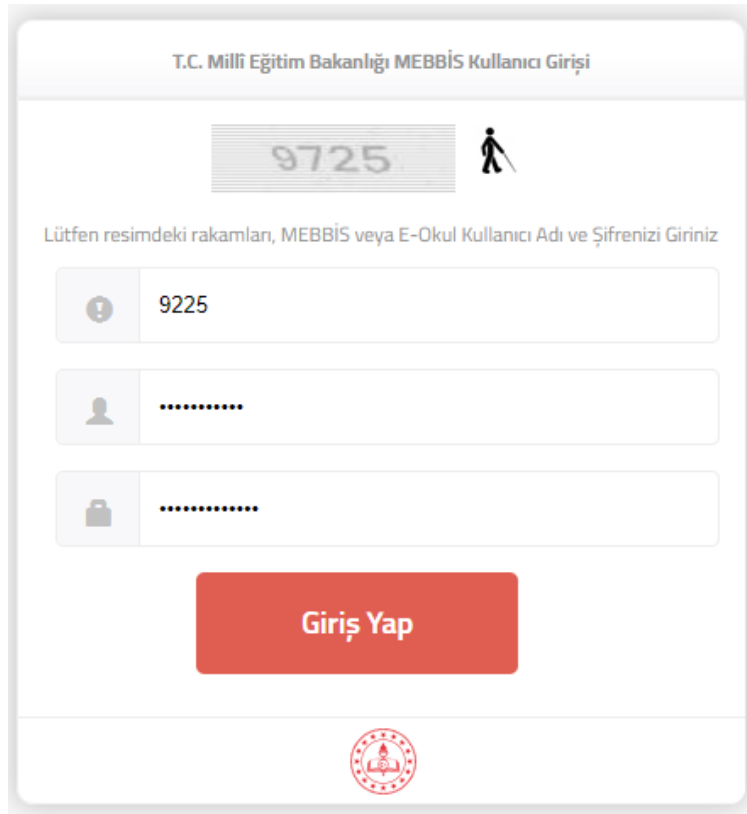 T.C. Millî Eğitim Bakanlığı MEBBİS Kullanıcı Girişi
9725
Lütfen resimdeki rakamları, MEBBİS veya E-Okul Kullanıcı Adı ve Şifrenizi Giriniz
9225
•••••••••••
•••••••••••••
Giriş Yap